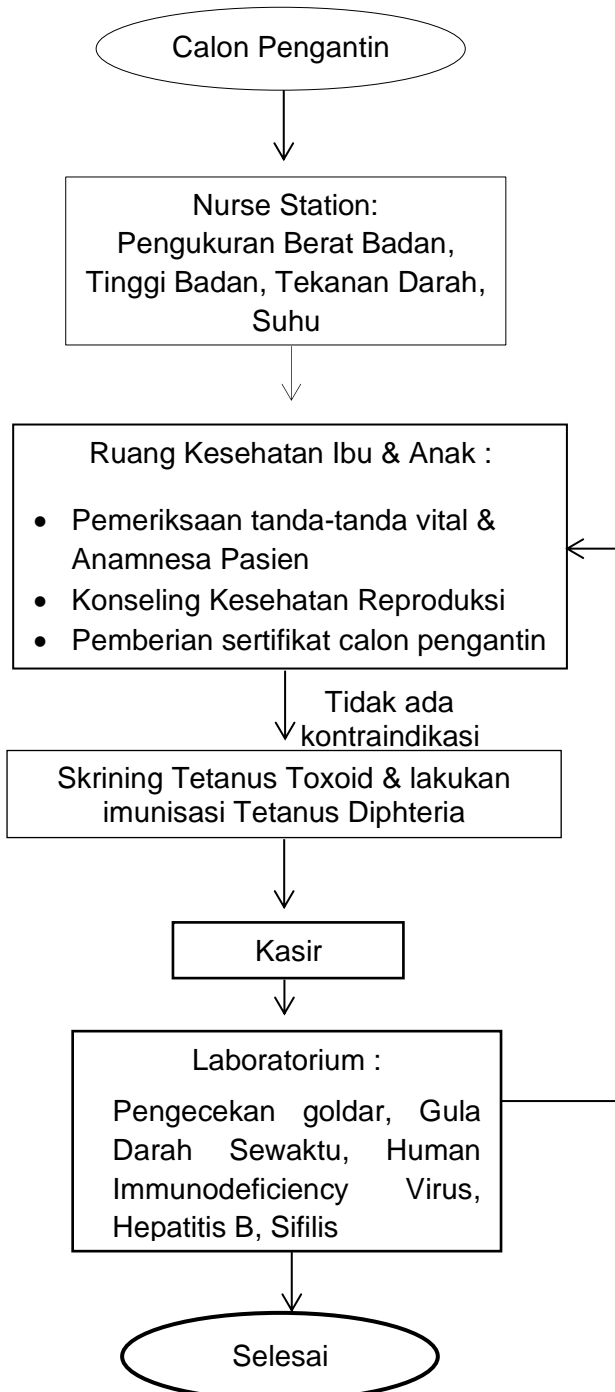 Calon Pengantin
Nurse Station:
Pengukuran Berat Badan,
Tinggi Badan, Tekanan Darah,
Suhu
Ruang Kesehatan Ibu & Anak :
• Pemeriksaan tanda-tanda vital &
Anamnesa Pasien
• Konseling Kesehatan Reproduksi
• Pemberian sertifikat calon pengantin
Tidak ada
kontraindikasi
Skrining Tetanus Toxoid & lakukan
imunisasi Tetanus Diphteria
Kasir
Laboratorium :
Pengecekan goldar, Gula
Darah Sewaktu, Human
Immunodeficiency Virus,
Hepatitis B, Sifilis
Selesai